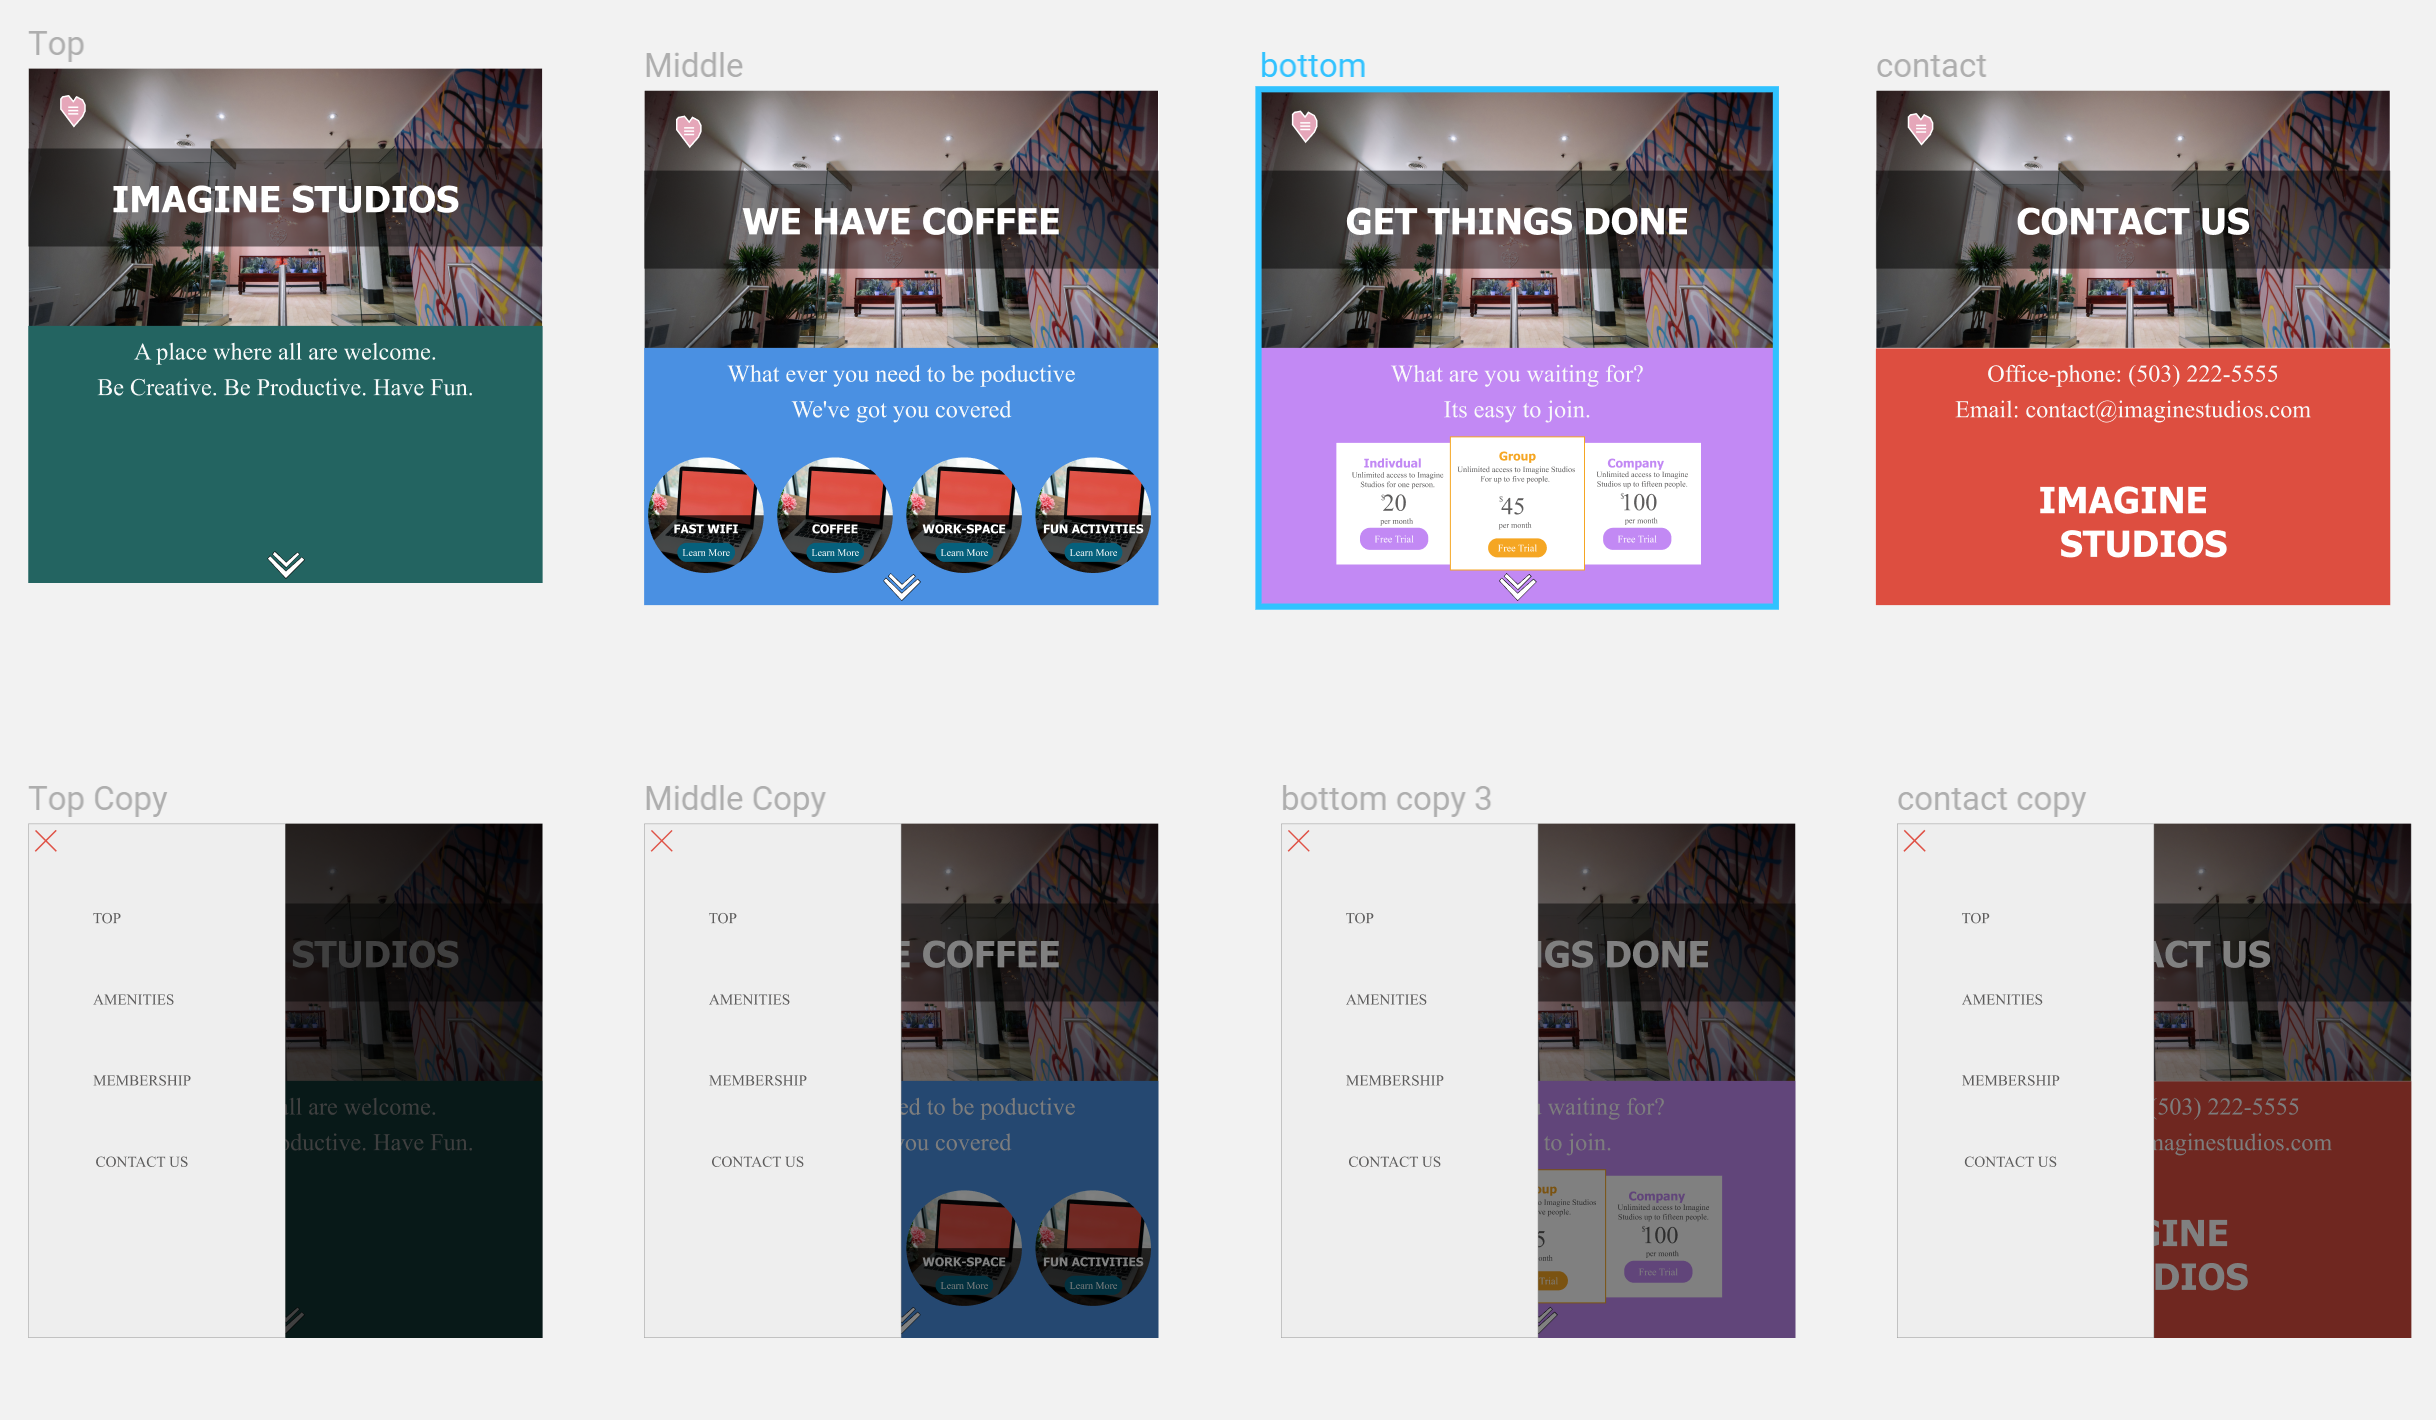 Top
IMAGINE STUDIOS
A place where all are welcome.
Be Creative. Be Productive. Have Fun.
Middle
WE HAVE COFFEE
What ever you need to be poductive
We've got you covered
FAST WIFI
Learn More
COFFEE
Learn More
WORK-SPACE
Learn More
FUN ACTIVITIES
Learn More
bottom
GET THINGS DONE
What are you waiting for?
Its easy to join.
Indivdual
Unlimited access to Imagine
Studios for one person.
$20
per month
Free Trial
Group
Unlimited access to Imagine Studios
For up to five people.
$45
per month
Free Trial
Company
Unlimited access to Imagine
Studios up to fifteen people.
$100
per month
Free Trial
contact
CONTACT US
Office-phone: (503) 222-5555
Email: contact@imaginestudios.com
IMAGINE
STUDIOS
Top Copy
TOP
AMENITIES
MEMBERSHIP
CONTACT US
STUDIOS
all are welcome.
oductive. Have Fun.
Middle Copy
TOP
AMENITIES
MEMBERSHIP
CONTACT US
E COFFEE
ed to be poductive
you covered
WORK-SPACE
Learn More
FUN ACTIVITIES
Learn More
bottom copy 3
TOP
AMENITIES
MEMBERSHIP
CONTACT US
NGS DONE
waiting for?
to join.
oup
to Imagine Studios
ve people.
5
onth
Trial
Company
Unlimited access to Imagine
Studios up to fifteen people.
$100
per month
Free Trial
contact copy
TOP
AMENITIES
MEMBERSHIP
CONTACT US
ACT US
(503) 222-5555
maginestudios.com
GINE
DIOS